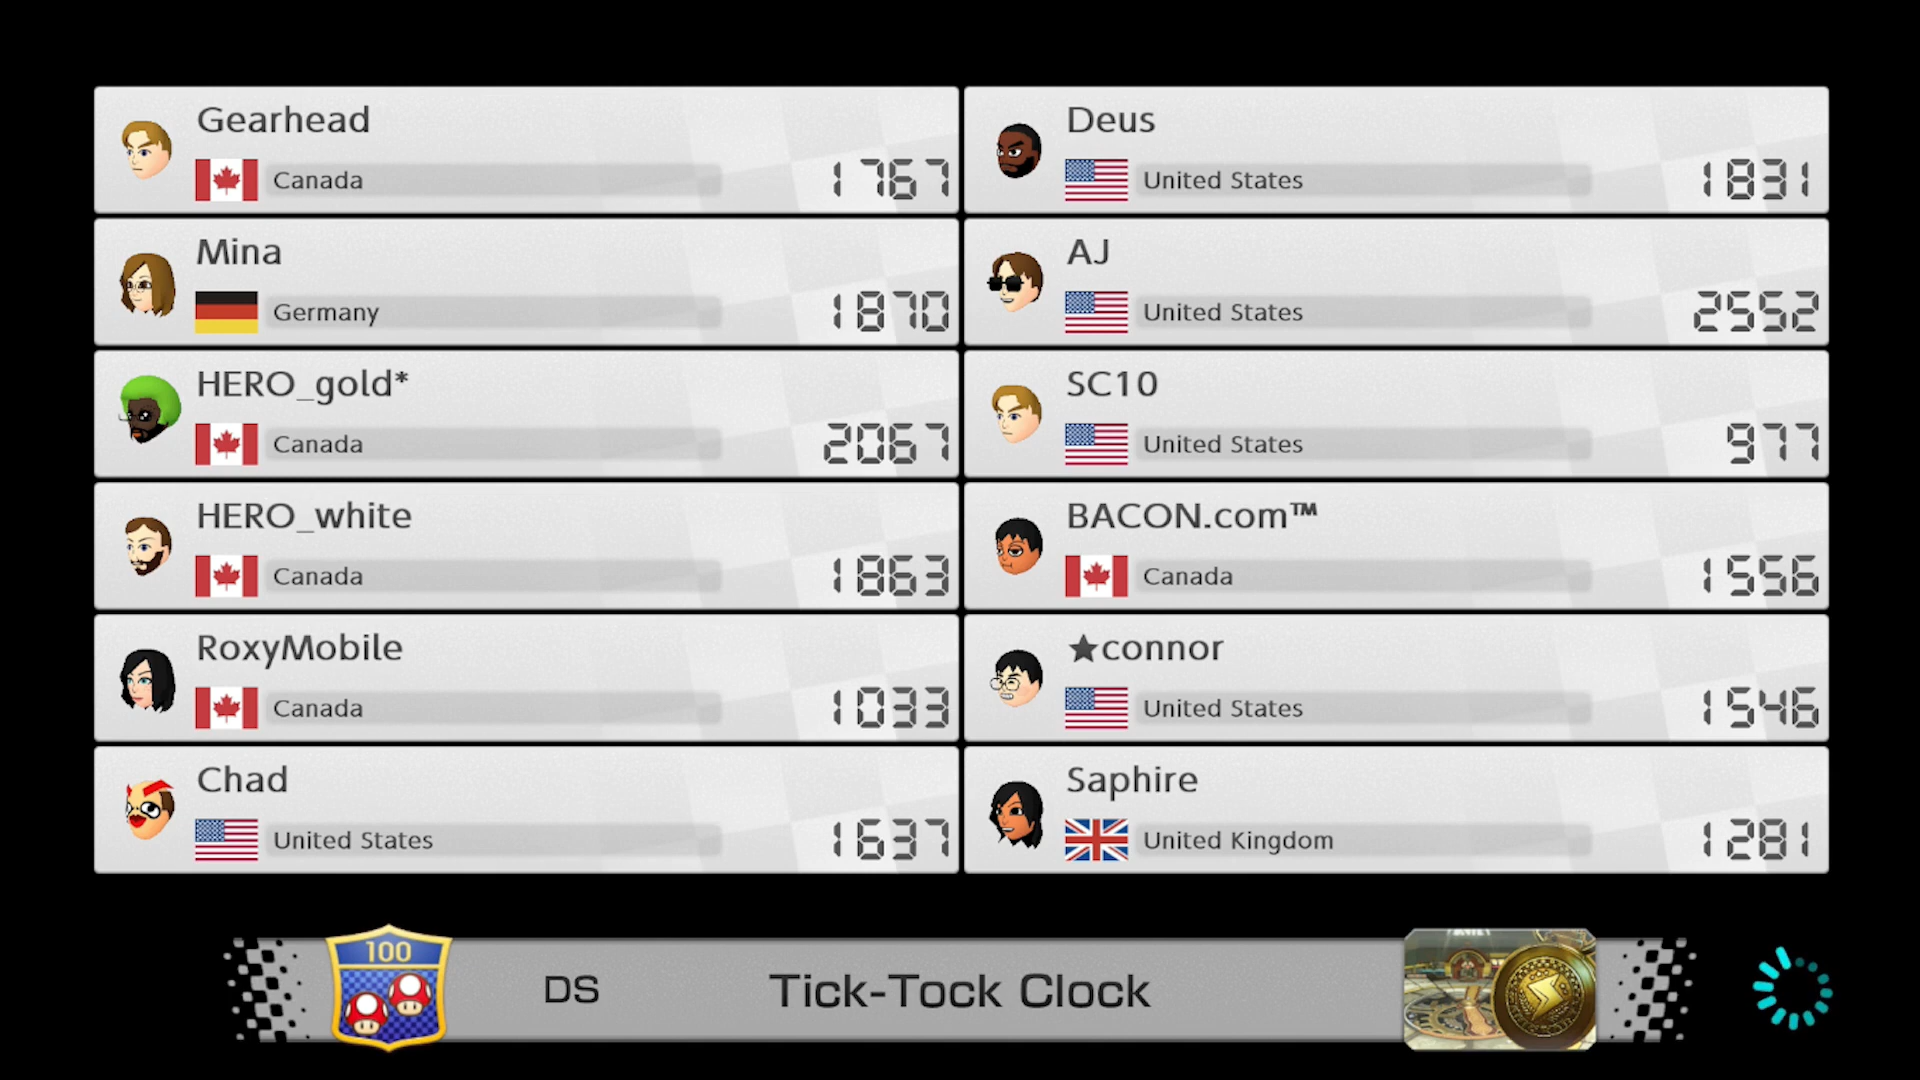 Gearhead
Canada 1767
Mina
Germany 1870
HERO_gold*
Canada 2067
HERO_white
Canada 1863
RoxyMobile
Canada 1033
Chad
United States 1637
Deus
United States 1831
AJ
United States 2552
SC10
United States 977
BACON.com™
Canada 1556
★connor
United States 1546
Saphire
United Kingdom 1281
100
DS Tick-Tock Clock